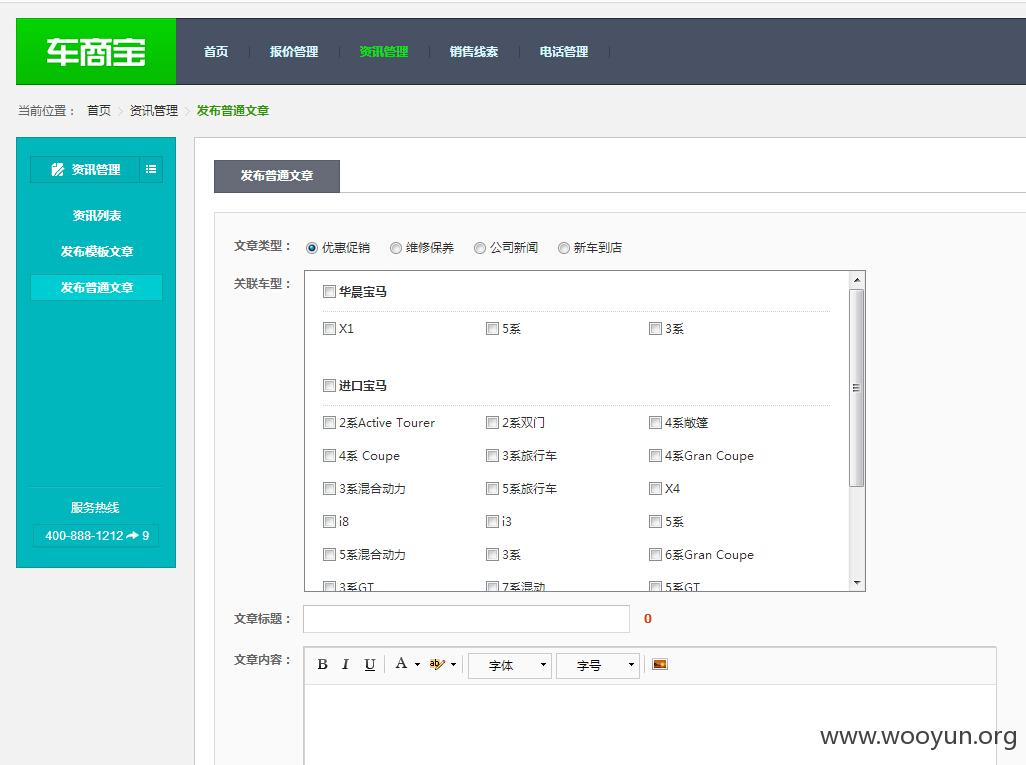 车商宝
首页 报价管理 资讯管理 销售线索 电话管理
当前位置： 首页 资讯管理 发布普通文章
资讯管理
资讯列表
发布模板文章
发布普通文章
服务热线
400-888-1212 9
发布普通文章
文章类型： 优惠促销 维修保养 公司新闻 新车到店
关联车型：
华晨宝马
X1 5系 3系
进口宝马
2系Active Tourer 2系双门 4系敞篷
4系 Coupe 3系旅行车 4系Gran Coupe
3系混合动力 5系旅行车 X4
i8 i3 5系
5系混合动力 3系 6系Gran Coupe
3系GT 7系混动 5系GT
文章标题： 0
文章内容： B I U A ab 字体 字号
www.wooyun.org